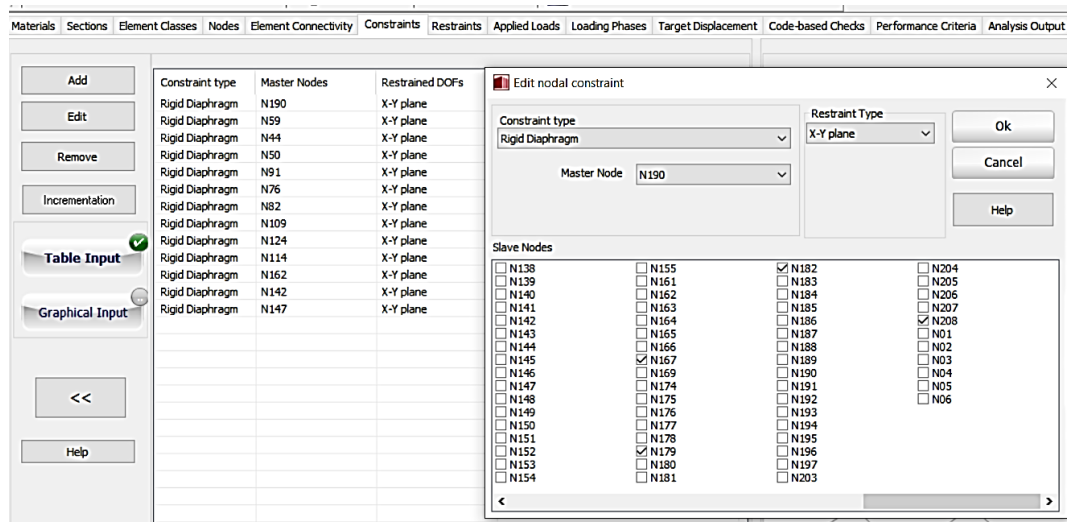 Materials Sections Element Classes Nodes Element Connectivity Constraints Restraints Applied Loads Loading Phases Target Displacement Code-based Checks Performance Criteria Analysis Output
Add
Edit
Remove
Incrementation
Table Input
Graphical Input
<<
Help
Constraint type Master Nodes Restrained DOFs
Rigid Diaphragm N190 X-Y plane
Rigid Diaphragm N59 X-Y plane
Rigid Diaphragm N44 X-Y plane
Rigid Diaphragm N50 X-Y plane
Rigid Diaphragm N91 X-Y plane
Rigid Diaphragm N76 X-Y plane
Rigid Diaphragm N82 X-Y plane
Rigid Diaphragm N109 X-Y plane
Rigid Diaphragm N124 X-Y plane
Rigid Diaphragm N114 X-Y plane
Rigid Diaphragm N162 X-Y plane
Rigid Diaphragm N142 X-Y plane
Rigid Diaphragm N147 X-Y plane
Edit nodal constraint
Constraint type
Rigid Diaphragm
Master Node N190
Restraint Type
X-Y plane
Ok
Cancel
Help
Slave Nodes
N138 N155 N182 N204
N139 N161 N183 N205
N140 N162 N184 N206
N141 N163 N185 N207
N142 N164 N186 N208
N143 N165 N187 N01
N144 N166 N188 N02
N145 N167 N189 N03
N146 N169 N190 N04
N147 N174 N191 N05
N148 N175 N192 N06
N149 N176 N193
N150 N177 N194
N151 N178 N195
N152 N179 N196
N153 N180 N197
N154 N181 N203